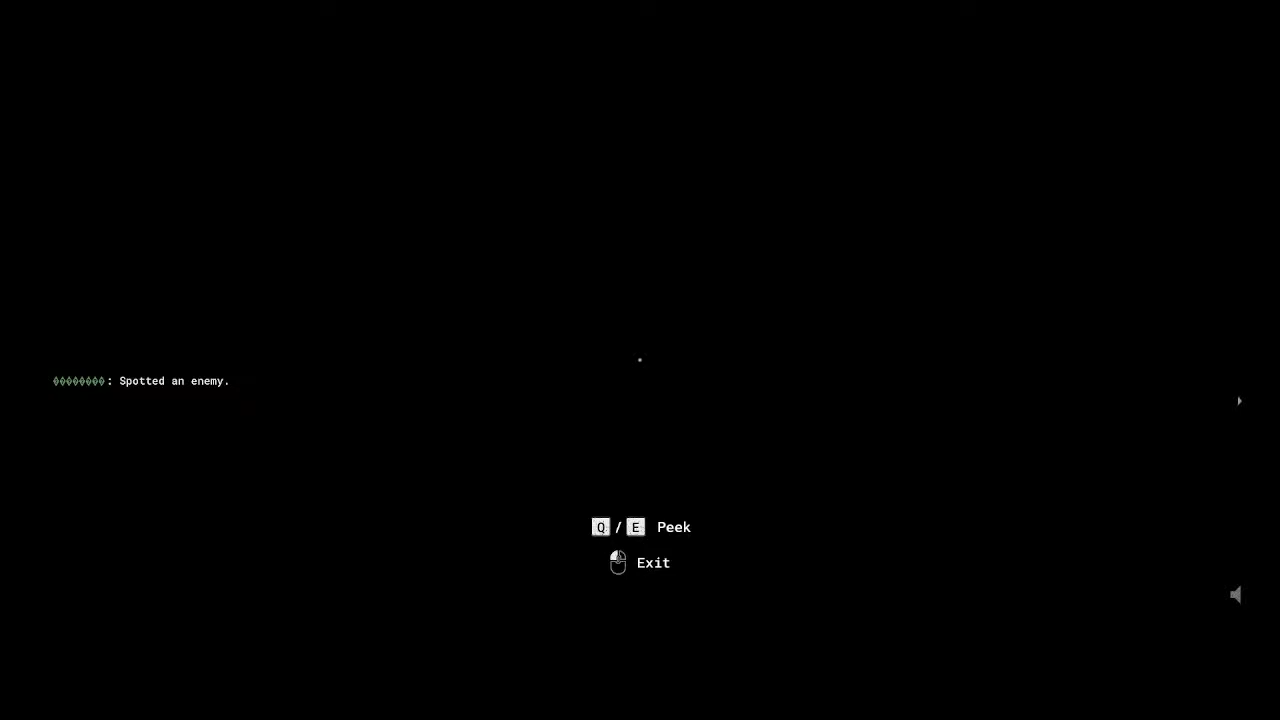 ���������: Spotted an enemy.
Q / E Peek
Exit